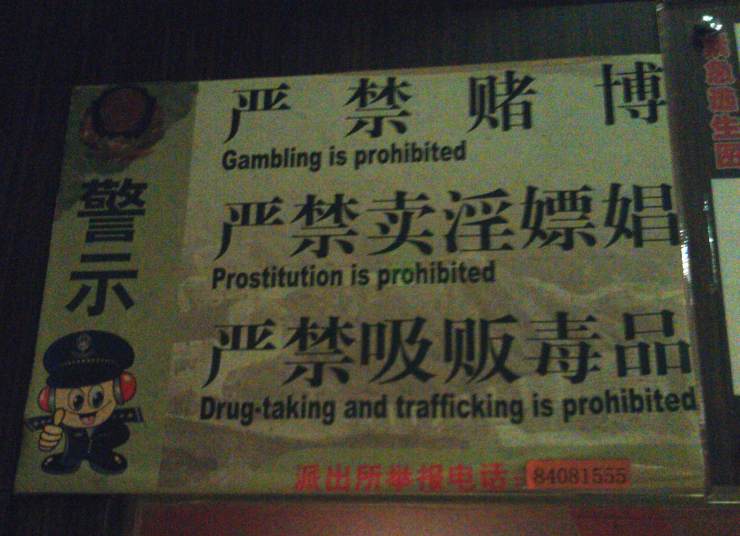 警示
严禁赌博
Gambling is prohibited
严禁卖淫嫖娼
Prostitution is prohibited
严禁吸贩毒品
Drug-taking and trafficking is prohibited
派出所举报电话：84081555